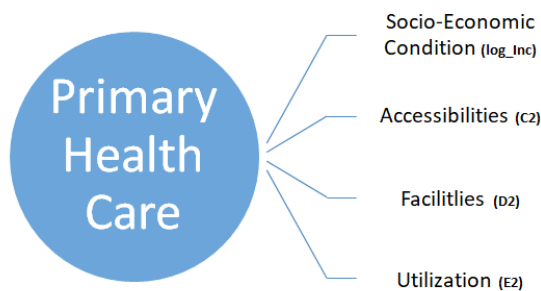 Primary
Health
Care
Socio-Economic
Condition (log_Inc)
Accessibilities (C2)
Facilitlies (D2)
Utilization (E2)